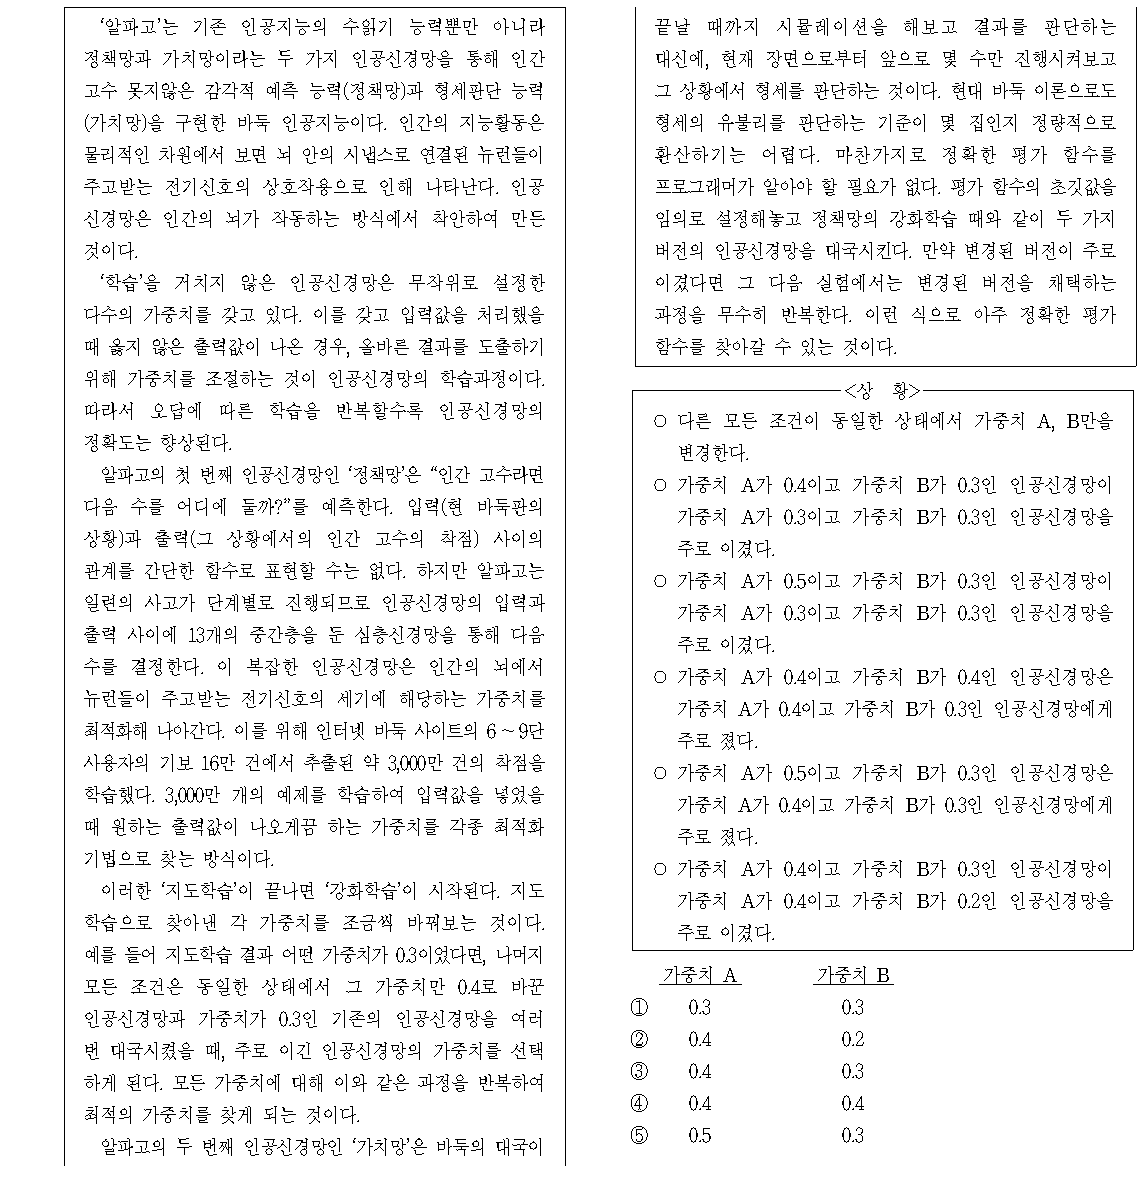 ‘알파고’는 기존 인공지능의 수읽기 능력뿐만 아니라
정책망과 가치망이라는 두 가지 인공신경망을 통해 인간
고수 못지않은 감각적 예측 능력(정책망)과 형세판단 능력
(가치망)을 구현한 바둑 인공지능이다. 인간의 지능활동은
물리적인 차원에서 보면 뇌 안의 시냅스로 연결된 뉴런들이
주고받는 전기신호의 상호작용으로 인해 나타난다. 인공
신경망은 인간의 뇌가 작동하는 방식에서 착안하여 만든
것이다.
‘학습’을 거치지 않은 인공신경망은 무작위로 설정한
다수의 가중치를 갖고 있다. 이를 갖고 입력값을 처리했을
때 옳지 않은 출력값이 나온 경우, 올바른 결과를 도출하기
위해 가중치를 조절하는 것이 인공신경망의 학습과정이다.
따라서 오답에 따른 학습을 반복할수록 인공신경망의
정확도는 향상된다.
알파고의 첫 번째 인공신경망인 ‘정책망’은 “인간 고수라면
다음 수를 어디에 둘까?”를 예측한다. 입력(현 바둑판의
상황)과 출력(그 상황에서의 인간 고수의 착점) 사이의
관계를 간단한 함수로 표현할 수는 없다. 하지만 알파고는
일련의 사고가 단계별로 진행되므로 인공신경망의 입력과
출력 사이에 13개의 중간층을 둔 심층신경망을 통해 다음
수를 결정한다. 이 복잡한 인공신경망은 인간의 뇌에서
뉴런들이 주고받는 전기신호의 세기에 해당하는 가중치를
최적화해 나아간다. 이를 위해 인터넷 바둑 사이트의 6~9단
사용자의 기보 16만 건에서 추출된 약 3,000만 건의 착점을
학습했다. 3,000만 개의 예제를 학습하여 입력값을 넣었을
때 원하는 출력값이 나오게끔 하는 가중치를 각종 최적화
기법으로 찾는 방식이다.
이러한 ‘지도학습’이 끝나면 ‘강화학습’이 시작된다. 지도
학습으로 찾아낸 각 가중치를 조금씩 바꿔보는 것이다.
예를 들어 지도학습 결과 어떤 가중치가 0.3이었다면, 나머지
모든 조건은 동일한 상태에서 그 가중치만 0.4로 바꾼
인공신경망과 가중치가 0.3인 기존의 인공신경망을 여러
번 대국시켰을 때, 주로 이긴 인공신경망의 가중치를 선택
하게 된다. 모든 가중치에 대해 이와 같은 과정을 반복하여
최적의 가중치를 찾게 되는 것이다.
알파고의 두 번째 인공신경망인 ‘가치망’은 바둑의 대국이
끝날 때까지 시뮬레이션을 해보고 결과를 판단하는
대신에, 현재 장면으로부터 앞으로 몇 수만 진행시켜보고
그 상황에서 형세를 판단하는 것이다. 현대 바둑 이론으로도
형세의 유불리를 판단하는 기준이 몇 집인지 정량적으로
환산하기는 어렵다. 마찬가지로 정확한 평가 함수를
프로그래머가 알아야 할 필요가 없다. 평가 함수의 초깃값을
임의로 설정해놓고 정책망의 강화학습 때와 같이 두 가지
버전의 인공신경망을 대국시킨다. 만약 변경된 버전이 주로
이겼다면 그 다음 실험에서는 변경된 버전을 채택하는
과정을 무수히 반복한다. 이런 식으로 아주 정확한 평가
함수를 찾아갈 수 있는 것이다.
<상 황>
○ 다른 모든 조건이 동일한 상태에서 가중치 A, B만을
변경한다.
○ 가중치 A가 0.4이고 가중치 B가 0.3인 인공신경망이
가중치 A가 0.3이고 가중치 B가 0.3인 인공신경망을
주로 이겼다.
○ 가중치 A가 0.5이고 가중치 B가 0.3인 인공신경망이
가중치 A가 0.3이고 가중치 B가 0.3인 인공신경망을
주로 이겼다.
○ 가중치 A가 0.4이고 가중치 B가 0.4인 인공신경망은
가중치 A가 0.4이고 가중치 B가 0.3인 인공신경망에게
주로 졌다.
○ 가중치 A가 0.5이고 가중치 B가 0.3인 인공신경망은
가중치 A가 0.4이고 가중치 B가 0.3인 인공신경망에게
주로 졌다.
○ 가중치 A가 0.4이고 가중치 B가 0.3인 인공신경망이
가중치 A가 0.4이고 가중치 B가 0.2인 인공신경망을
주로 이겼다.
가중치 A 가중치 B
① 0.3 0.3
② 0.4 0.2
③ 0.4 0.3
④ 0.4 0.4
⑤ 0.5 0.3